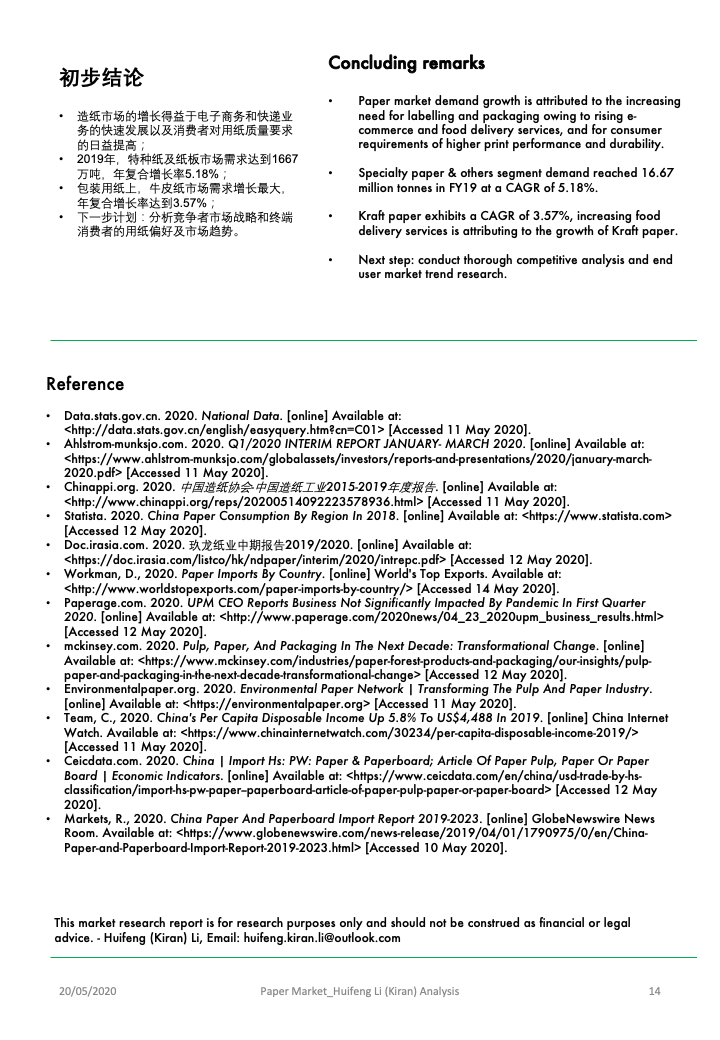 初步结论
• 造纸市场的增长得益于电子商务和快递业
务的快速发展以及消费者对用纸质量要求
的日益提高；
• 2019年，特种纸及纸板市场需求达到1667
万吨，年复合增长率5.18%；
• 包装用纸上，牛皮纸市场需求增长最大，
年复合增长率达到3.57%；
• 下一步计划：分析竞争者市场战略和终端
消费者的用纸偏好及市场趋势。
Concluding remarks
• Paper market demand growth is attributed to the increasing
need for labelling and packaging owing to rising e-
commerce and food delivery services, and for consumer
requirements of higher print performance and durability.
• Specialty paper & others segment demand reached 16.67
million tonnes in FY19 at a CAGR of 5.18%.
• Kraft paper exhibits a CAGR of 3.57%, increasing food
delivery services is attributing to the growth of Kraft paper.
• Next step: conduct thorough competitive analysis and end
user market trend research.
Reference
• Data.stats.gov.cn. 2020. National Data. [online] Available at:
<http://data.stats.gov.cn/english/easyquery.htm?cn=C01> [Accessed 11 May 2020].
• Ahlstrom-munksjo.com. 2020. Q1/2020 INTERIM REPORT JANUARY- MARCH 2020. [online] Available at:
<https://www.ahlstrom-munksjo.com/globalassets/investors/reports-and-presentations/2020/january-march-
2020.pdf> [Accessed 11 May 2020].
• Chinappi.org. 2020. 中国造纸协会-中国造纸工业2015-2019年度报告. [online] Available at:
<http://www.chinappi.org/reps/20200514092223578936.html> [Accessed 11 May 2020].
• Statista. 2020. China Paper Consumption By Region In 2018. [online] Available at: <https://www.statista.com>
[Accessed 12 May 2020].
• Doc.irasia.com. 2020. 玖龙纸业中期报告2019/2020. [online] Available at:
<https://doc.irasia.com/listco/hk/ndpaper/interim/2020/intrepc.pdf> [Accessed 12 May 2020].
• Workman, D., 2020. Paper Imports By Country. [online] World's Top Exports. Available at:
<http://www.worldstopexports.com/paper-imports-by-country/> [Accessed 14 May 2020].
• Paperage.com. 2020. UPM CEO Reports Business Not Significantly Impacted By Pandemic In First Quarter
2020. [online] Available at: <http://www.paperage.com/2020news/04_23_2020upm_business_results.html>
[Accessed 12 May 2020].
• mckinsey.com. 2020. Pulp, Paper, And Packaging In The Next Decade: Transformational Change. [online]
Available at: <https://www.mckinsey.com/industries/paper-forest-products-and-packaging/our-insights/pulp-
paper-and-packaging-in-the-next-decade-transformational-change> [Accessed 12 May 2020].
• Environmentalpaper.org. 2020. Environmental Paper Network | Transforming The Pulp And Paper Industry.
[online] Available at: <https://environmentalpaper.org> [Accessed 11 May 2020].
• Team, C., 2020. China's Per Capita Disposable Income Up 5.8% To US$4,488 In 2019. [online] China Internet
Watch. Available at: <https://www.chinainternetwatch.com/30234/per-capita-disposable-income-2019/>
[Accessed 11 May 2020].
• Ceicdata.com. 2020. China | Import Hs: PW: Paper & Paperboard; Article Of Paper Pulp, Paper Or Paper
Board | Economic Indicators. [online] Available at: <https://www.ceicdata.com/en/china/usd-trade-by-hs-
classification/import-hs-pw-paper–paperboard-article-of-paper-pulp-paper-or-paper-board> [Accessed 12 May
2020].
• Markets, R., 2020. China Paper And Paperboard Import Report 2019-2023. [online] GlobeNewswire News
Room. Available at: <https://www.globenewswire.com/news-release/2019/04/01/1790975/0/en/China-
Paper-and-Paperboard-Import-Report-2019-2023.html> [Accessed 10 May 2020].
This market research report is for research purposes only and should not be construed as financial or legal
advice. - Huifeng (Kiran) Li, Email: huifeng.kiran.li@outlook.com
20/05/2020 Paper Market_Huifeng Li (Kiran) Analysis 14